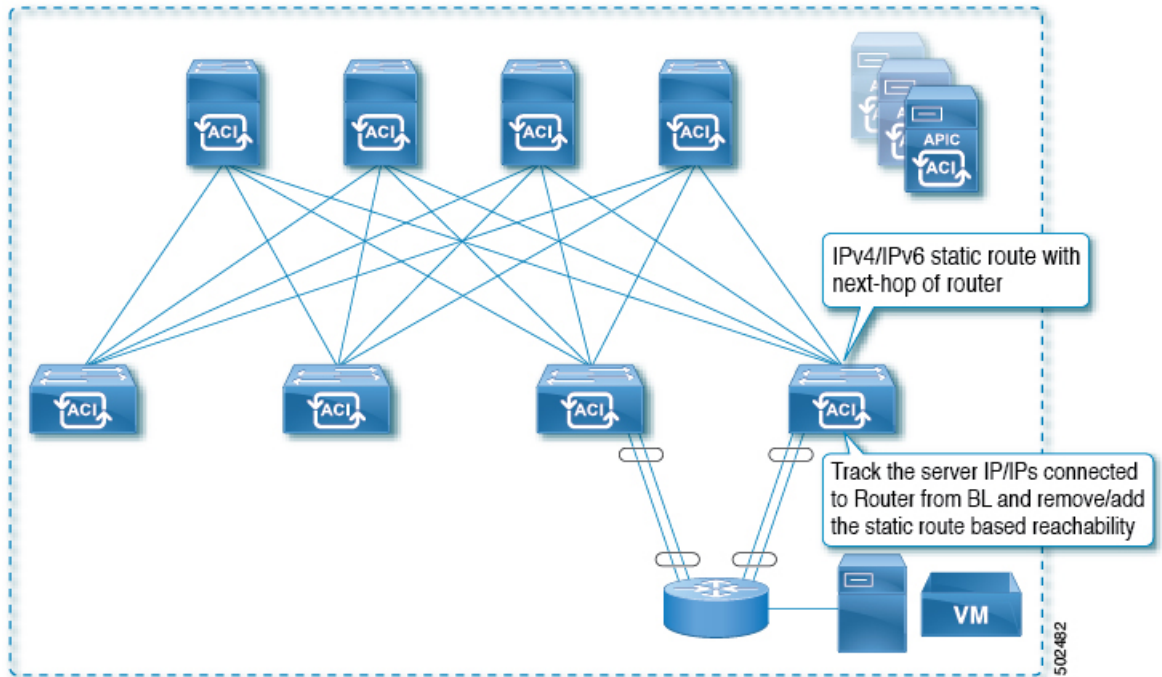 ACI
ACI
ACI
ACI
A
A
APIC
ACI
IPv4/IPv6 static route with
next-hop of router
ACI
ACI
ACI
ACI
Track the server IP/IPs connected
to Router from BL and remove/add
the static route based reachability
VM
502482